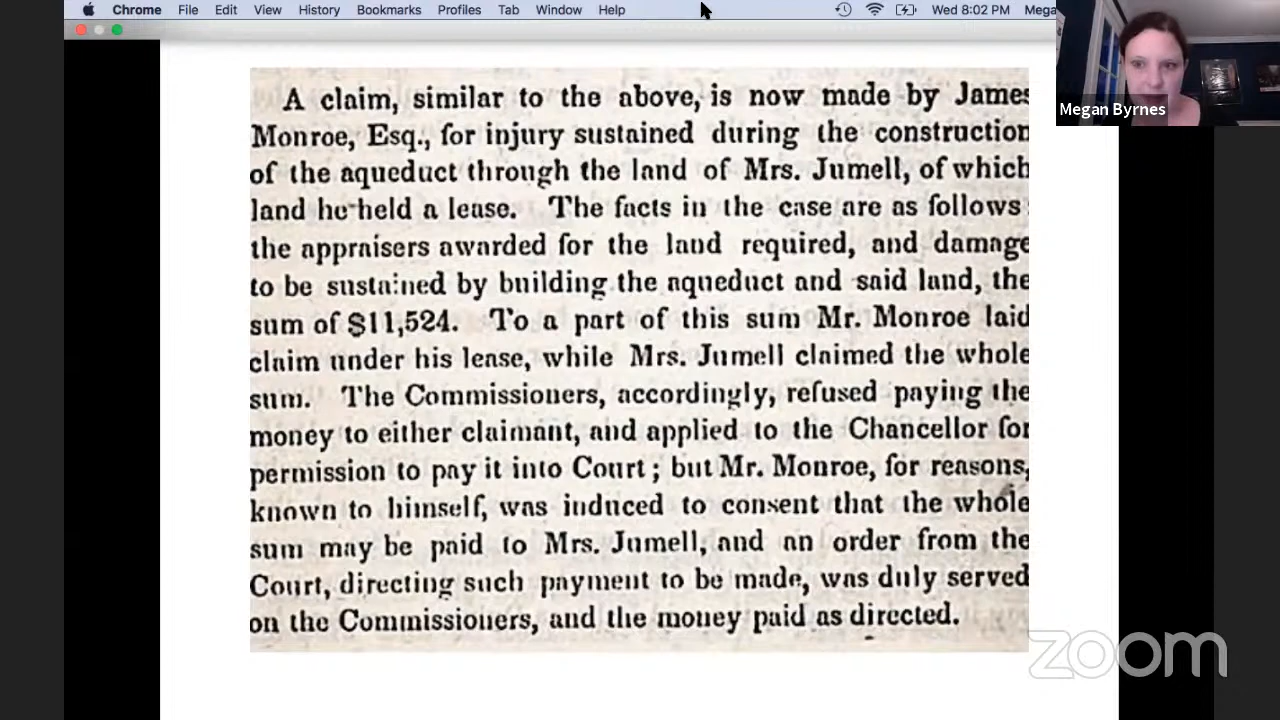 Chrome File Edit View History Bookmarks Profiles Tab Window Help Wed 8:02 PM Mega
Megan Byrnes
A claim, similar to the above, is now made by James
Monroe, Esq., for injury sustained during the construction
of the aqueduct through the land of Mrs. Jumell, of which
land he held a lease. The facts in the case are as follows:
the appraisers awarded for the land required, and damage
to be sustained by building the aqueduct and said land, the
sum of $11,524. To a part of this sum Mr. Monroe laid
claim under his lease, while Mrs. Jumell claimed the whole
sum. The Commissioners, accordingly, refused paying the
money to either claimant, and applied to the Chancellor for
permission to pay it into Court; but Mr. Monroe, for reasons,
known to himself, was induced to consent that the whole
sum may be paid to Mrs. Jumell, and an order from the
Court, directing such payment to be made, was duly served
on the Commissioners, and the money paid as directed.
zoom